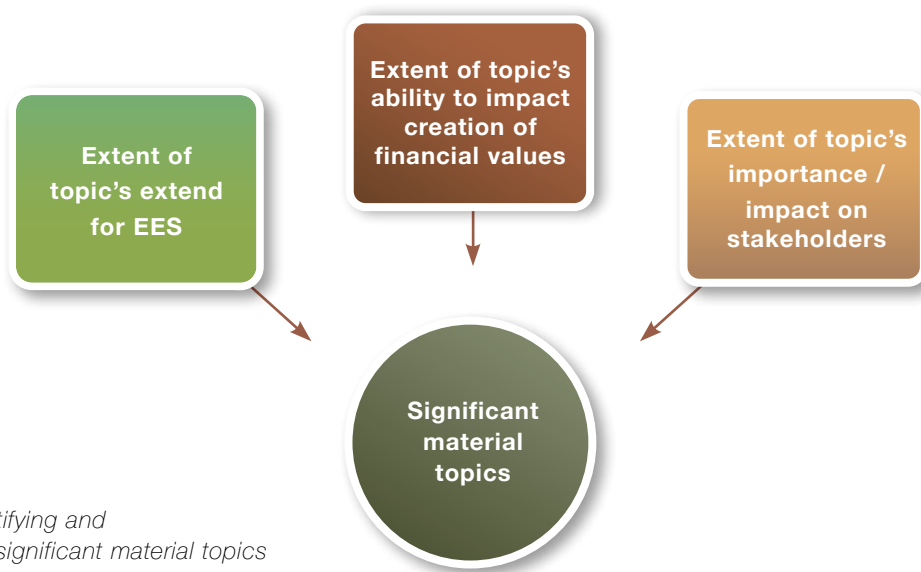 Extent of
topic’s extend
for EES
Extent of topic’s
ability to impact
creation of
financial values
Extent of topic’s
importance /
impact on
stakeholders
Significant
material
topics
tifying and
significant material topics